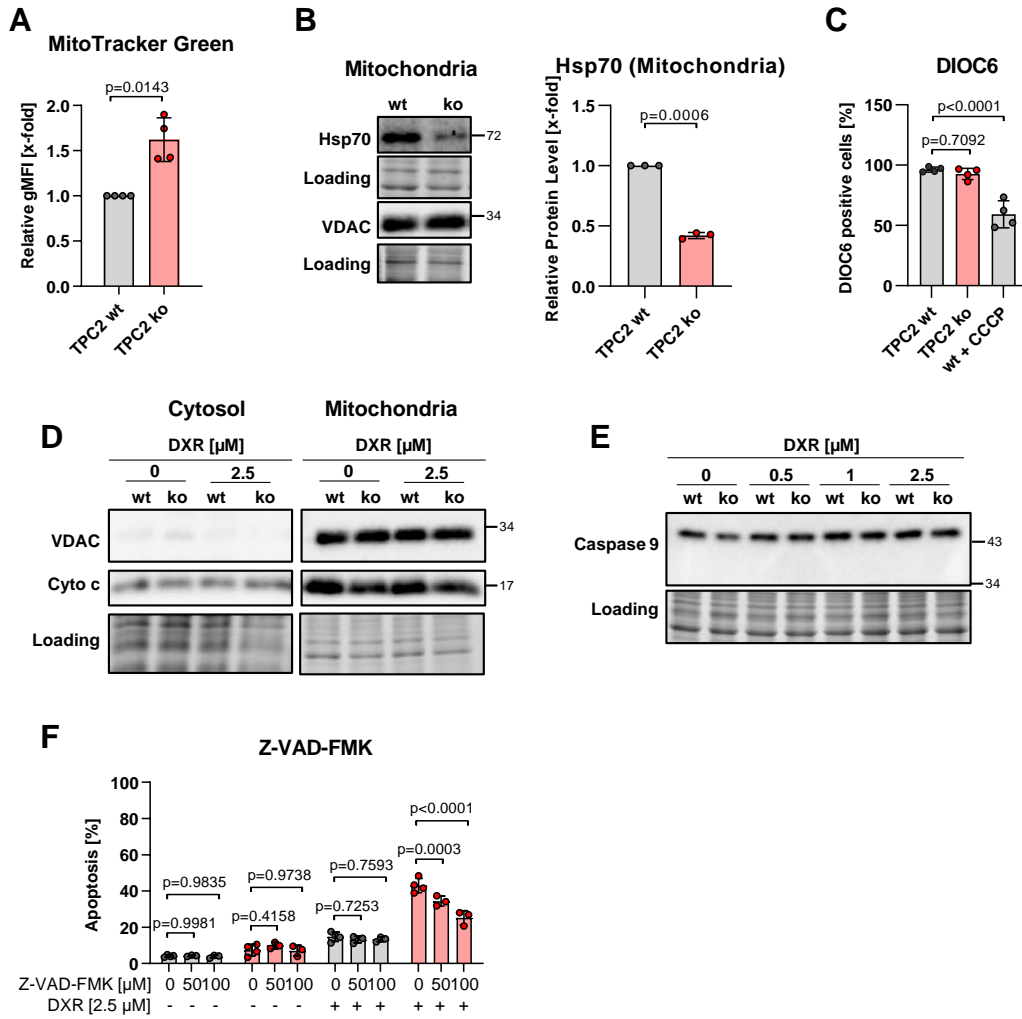 A
MitoTracker Green
p=0.0143
2.0
1.5
1.0
0.5
0.0
Relative gMFI [x-fold]
TPC2 wt
TPC2 ko
B
Mitochondria
wt ko
Hsp70
72
Loading
VDAC
34
Loading
Hsp70 (Mitochondria)
p=0.0006
1.5
1.0
0.5
0.0
Relative Protein Level [x-fold]
TPC2 wt
TPC2 ko
C
DIOC6
p<0.0001
p=0.7092
150
100
50
0
DIOC6 positive cells [%]
TPC2 wt
TPC2 ko
wt + CCCP
D
Cytosol Mitochondria
DXR [µM] DXR [µM]
0 2.5 0 2.5
wt ko wt ko wt ko wt ko
VDAC
34
Cyto c
17
Loading
E
DXR [µM]
0 0.5 1 2.5
wt ko wt ko wt ko wt ko
Caspase 9
43
34
Loading
F
Z-VAD-FMK
100
80
60
40
20
0
Apoptosis [%]
p=0.9835
p=0.9981
p=0.9738
p=0.4158
p=0.7593
p=0.7253
p<0.0001
p=0.0003
Z-VAD-FMK [µM] 0 50 100 0 50 100 0 50 100 0 50 100
DXR [2.5 µM] - - - - - - + + + + + +